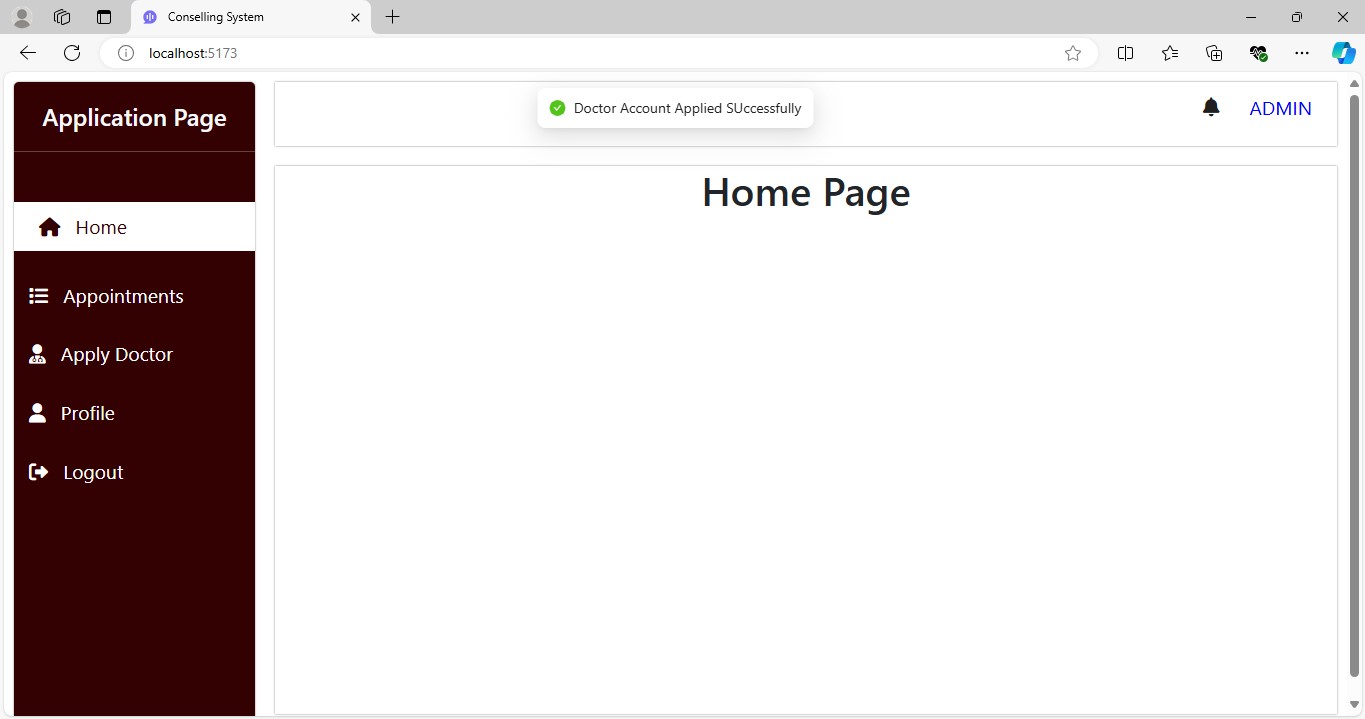 Conselling System
localhost:5173
Application Page
Doctor Account Applied SUccessfully
ADMIN
Home Page
Home
Appointments
Apply Doctor
Profile
Logout